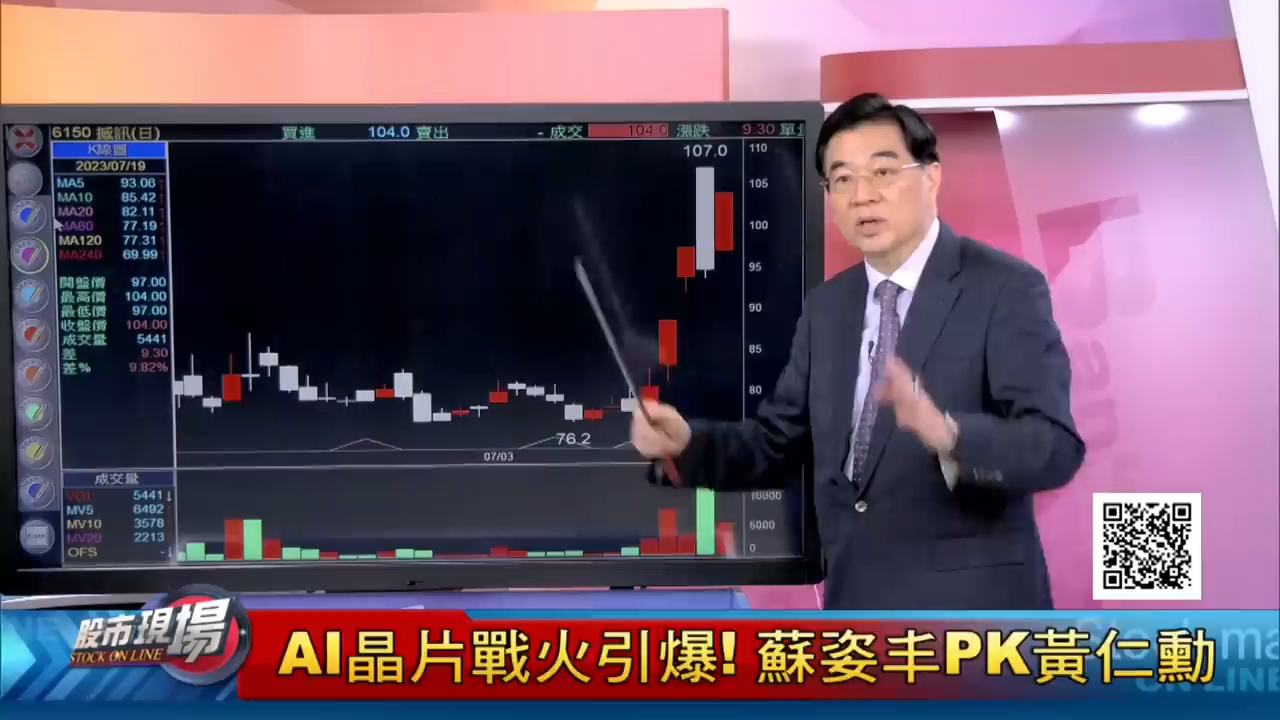 6150 撼訊(日) 買進 104.0 賣出 - 成交 104.0 漲跌 9.30 單
K線圖
2023/07/19
MA5 93.06
MA10 85.42
MA20 82.11
MA60 77.19
MA120 77.31
MA240 69.99
開盤價 97.00
最高價 104.00
最低價 97.00
收盤價 104.00
成交量 5441
差 9.30
差% 9.82%
107.0
110
105
100
95
90
85
80
76.2
07/03
成交量
VOL 5441↓
MV5 6492
MV10 3578
MV20 2213
OFS -↓
10000
5000
0
股市現場
STOCK ON LINE
AI晶片戰火引爆! 蘇姿丰PK黃仁勳